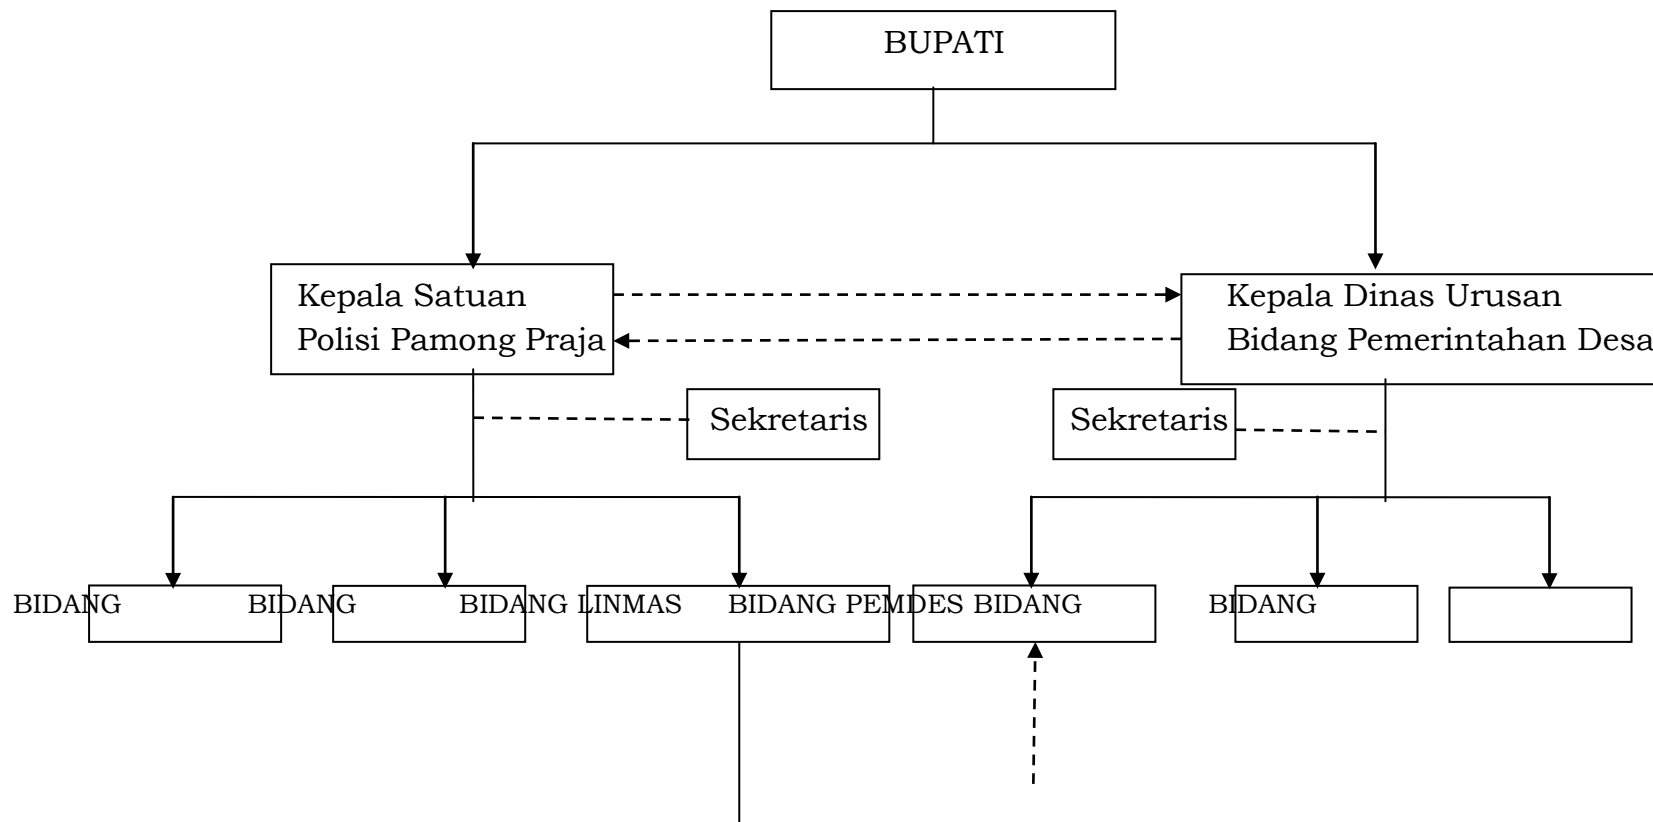 BUPATI
Kepala Satuan
Polisi Pamong Praja
Kepala Dinas Urusan
Bidang Pemerintahan Desa
Sekretaris
Sekretaris
BIDANG BIDANG BIDANG LINMAS BIDANG PEMDES BIDANG BIDANG